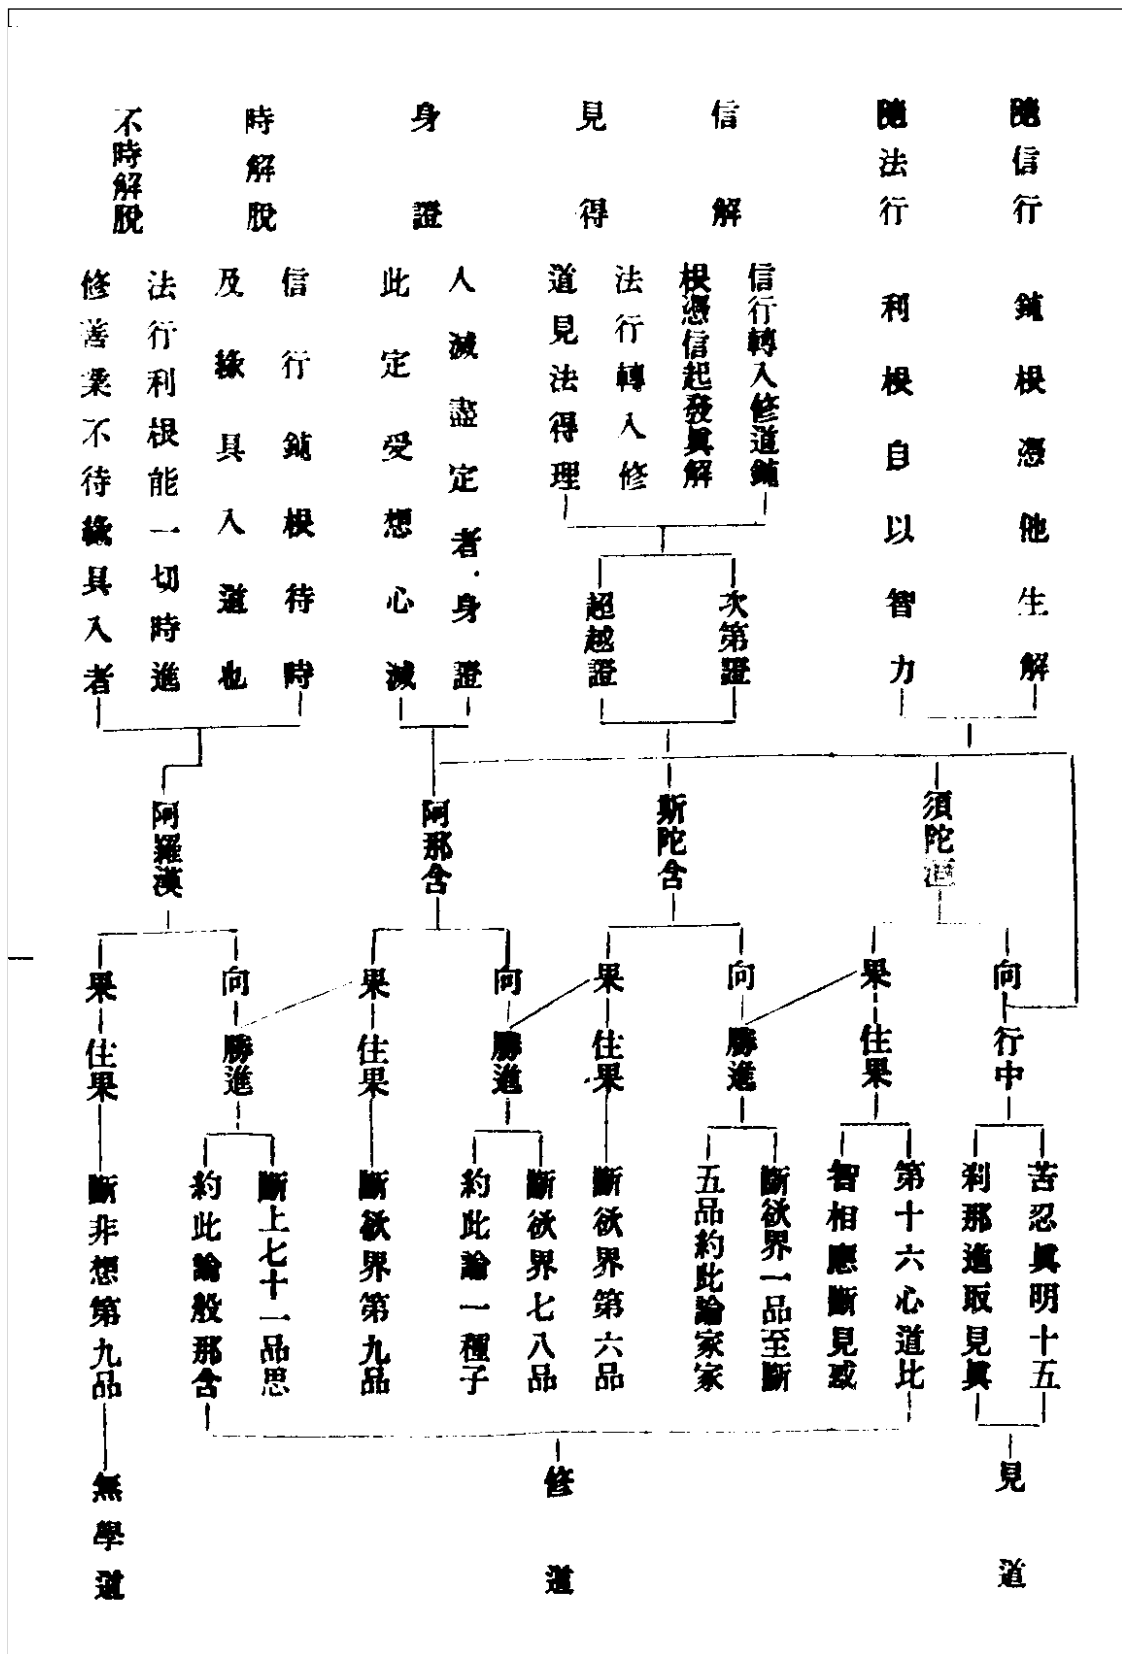 隨信行
鈍根憑他生解
隨法行
利根自以智力
信解
信行轉入修道鈍
根憑信起發眞解
見得
法行轉入修
道見法得理
次第證
超越證
身證
人滅盡定者身證
此定受想心滅
時解脫
信行鈍根待時
及緣具入道也
不時解脫
法行利根能一切時進
修善業不待緣具入者
須陀洹
向
行中
苦忍眞明十五
刹那進取見眞
果
住果
第十六心道比
智相應斷見惑
斯陀含
向
勝進
斷欲界一品至斷
五品約此論家家
果
住果
斷欲界第六品
阿那含
向
勝進
斷欲界七八品
約此論一種子
果
住果
斷欲界第九品
阿羅漢
向
勝進
斷上七十一品思
約此論般那含
果
住果
斷非想第九品
見道
修道
無學道